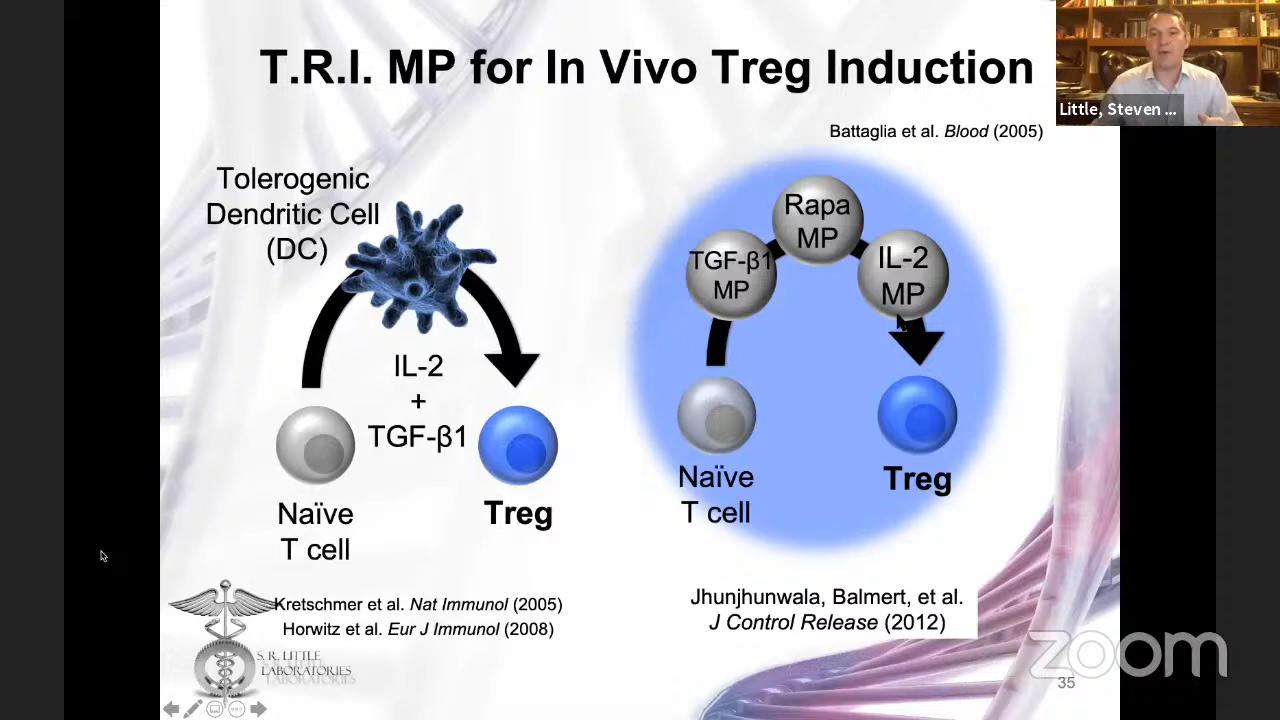 T.R.I. MP for In Vivo Treg Induction
Little, Steven ...
Battaglia et al. Blood (2005)
Tolerogenic
Dendritic Cell
(DC)
IL-2
+
TGF-β1
Naïve
T cell
Treg
Kretschmer et al. Nat Immunol (2005)
Horwitz et al. Eur J Immunol (2008)
TGF-β1
MP
Rapa
MP
IL-2
MP
Naïve
T cell
Treg
Jhunjhunwala, Balmert, et al.
J Control Release (2012)
S. R. LITTLE
LABORATORIES
zoom
35